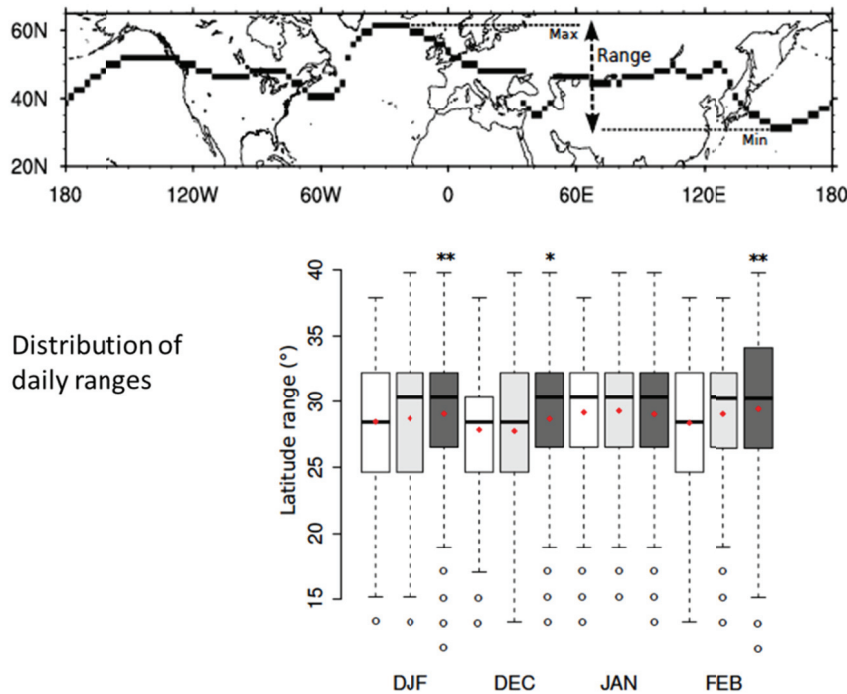 60N
40N
20N
Max
Range
Min
180 120W 60W 0 60E 120E 180
Distribution of
daily ranges
Latitude range (°)
40
35
30
25
20
15
** * **
DJF DEC JAN FEB